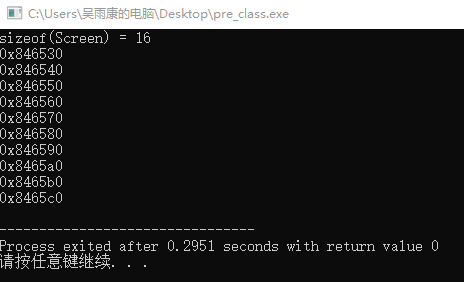 C:\Users\吴雨康的电脑\Desktop\pre_class.exe
sizeof(Screen) = 16
0x846530
0x846540
0x846550
0x846560
0x846570
0x846580
0x846590
0x8465a0
0x8465b0
0x8465c0
--------------------------------
Process exited after 0.2951 seconds with return value 0
请按任意键继续. . .